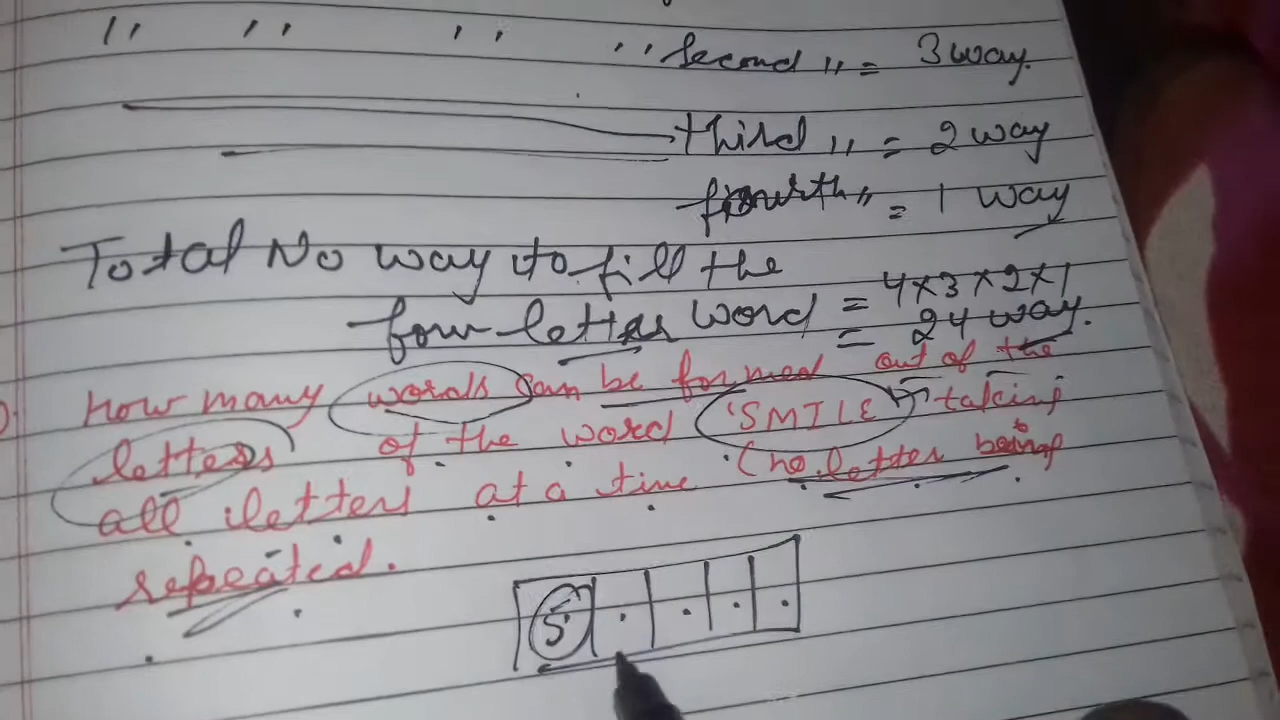 " " " " second " = 3 way.
third " = 2 way
fourth " = 1 way
Total No way to fill the
four letters word = 4×3×2×1
= 24 way.
How many words can be formed out of the
letters of the word 'SMILE' taking
all letters at a time (no letter being
repeated.
5